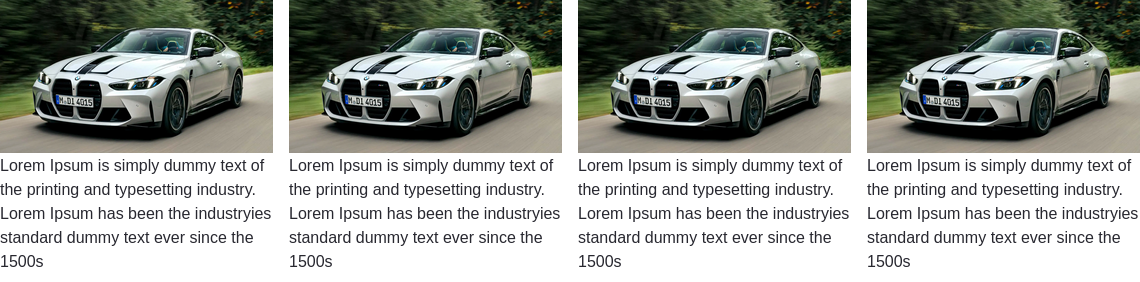 M DI 4015
M DI 4015
M DI 4015
M DI 4015
Lorem Ipsum is simply dummy text of
the printing and typesetting industry.
Lorem Ipsum has been the industryies
standard dummy text ever since the
1500s
Lorem Ipsum is simply dummy text of
the printing and typesetting industry.
Lorem Ipsum has been the industryies
standard dummy text ever since the
1500s
Lorem Ipsum is simply dummy text of
the printing and typesetting industry.
Lorem Ipsum has been the industryies
standard dummy text ever since the
1500s
Lorem Ipsum is simply dummy text of
the printing and typesetting industry.
Lorem Ipsum has been the industryies
standard dummy text ever since the
1500s